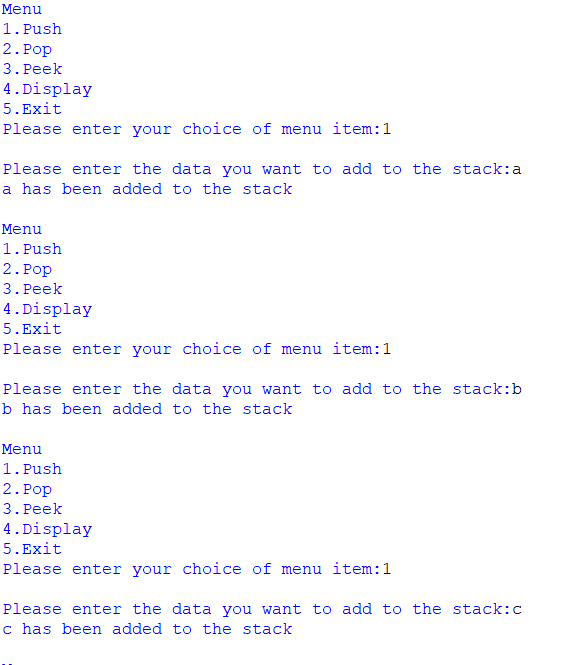 Menu
1.Push
2.Pop
3.Peek
4.Display
5.Exit
Please enter your choice of menu item:1
Please enter the data you want to add to the stack:a
a has been added to the stack
Menu
1.Push
2.Pop
3.Peek
4.Display
5.Exit
Please enter your choice of menu item:1
Please enter the data you want to add to the stack:b
b has been added to the stack
Menu
1.Push
2.Pop
3.Peek
4.Display
5.Exit
Please enter your choice of menu item:1
Please enter the data you want to add to the stack:c
c has been added to the stack